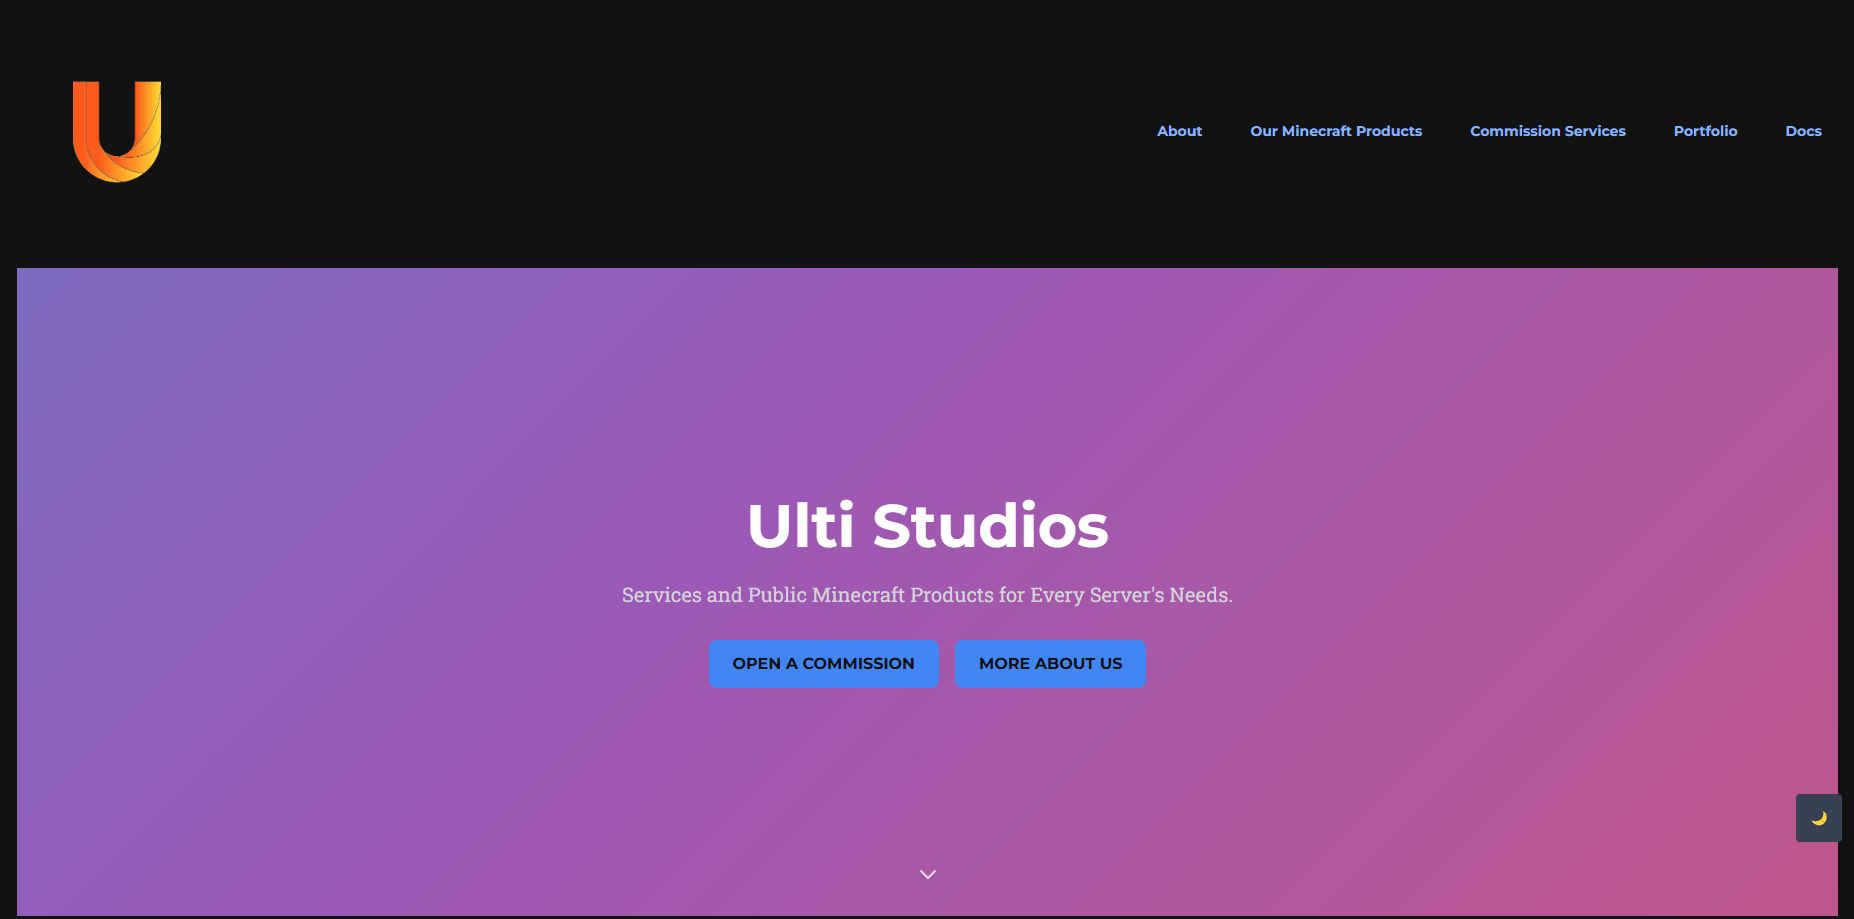 U
About Our Minecraft Products Commission Services Portfolio Docs
Ulti Studios
Services and Public Minecraft Products for Every Server's Needs.
OPEN A COMMISSION MORE ABOUT US